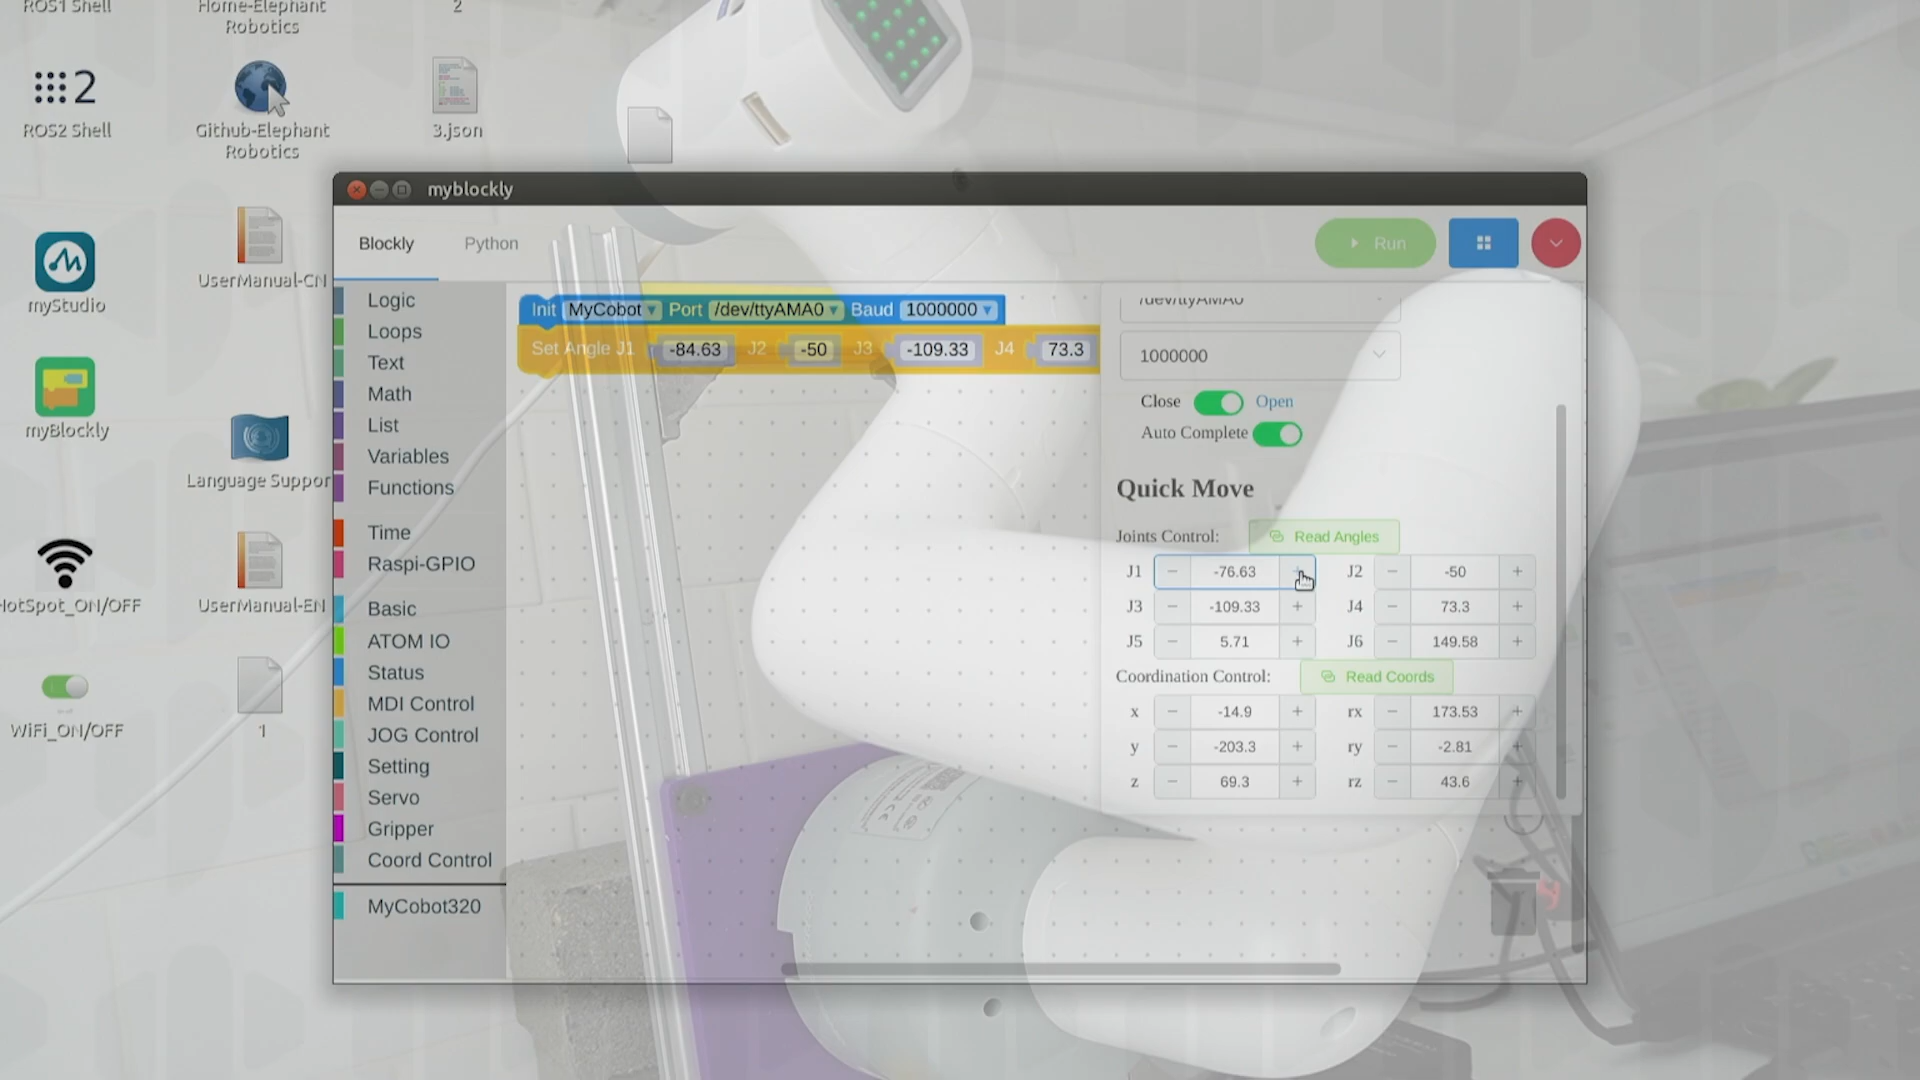 ROS1 Shell
Home-Elephant
Robotics
2
ROS2 Shell
Github-Elephant
Robotics
3.json
myStudio
UserManual-CN
myBlockly
Language Suppor
HotSpot_ON/OFF
UserManual-EN
WiFi_ON/OFF
1
myblockly
Blockly
Python
Run
Logic
Loops
Text
Math
List
Variables
Functions
Time
Raspi-GPIO
Basic
ATOM IO
Status
MDI Control
JOG Control
Setting
Servo
Gripper
Coord Control
MyCobot320
Init MyCobot Port /dev/ttyAMA0 Baud 1000000
Set Angle J1 -84.63 J2 -50 J3 -109.33 J4 73.3
/dev/ttyAMA0
1000000
Close Open
Auto Complete
Quick Move
Joints Control: Read Angles
J1 - -76.63 + J2 - -50 +
J3 - -109.33 + J4 - 73.3 +
J5 - 5.71 + J6 - 149.58 +
Coordination Control: Read Coords
x - -14.9 + rx - 173.53 +
y - -203.3 + ry - -2.81 +
z - 69.3 + rz - 43.6 +